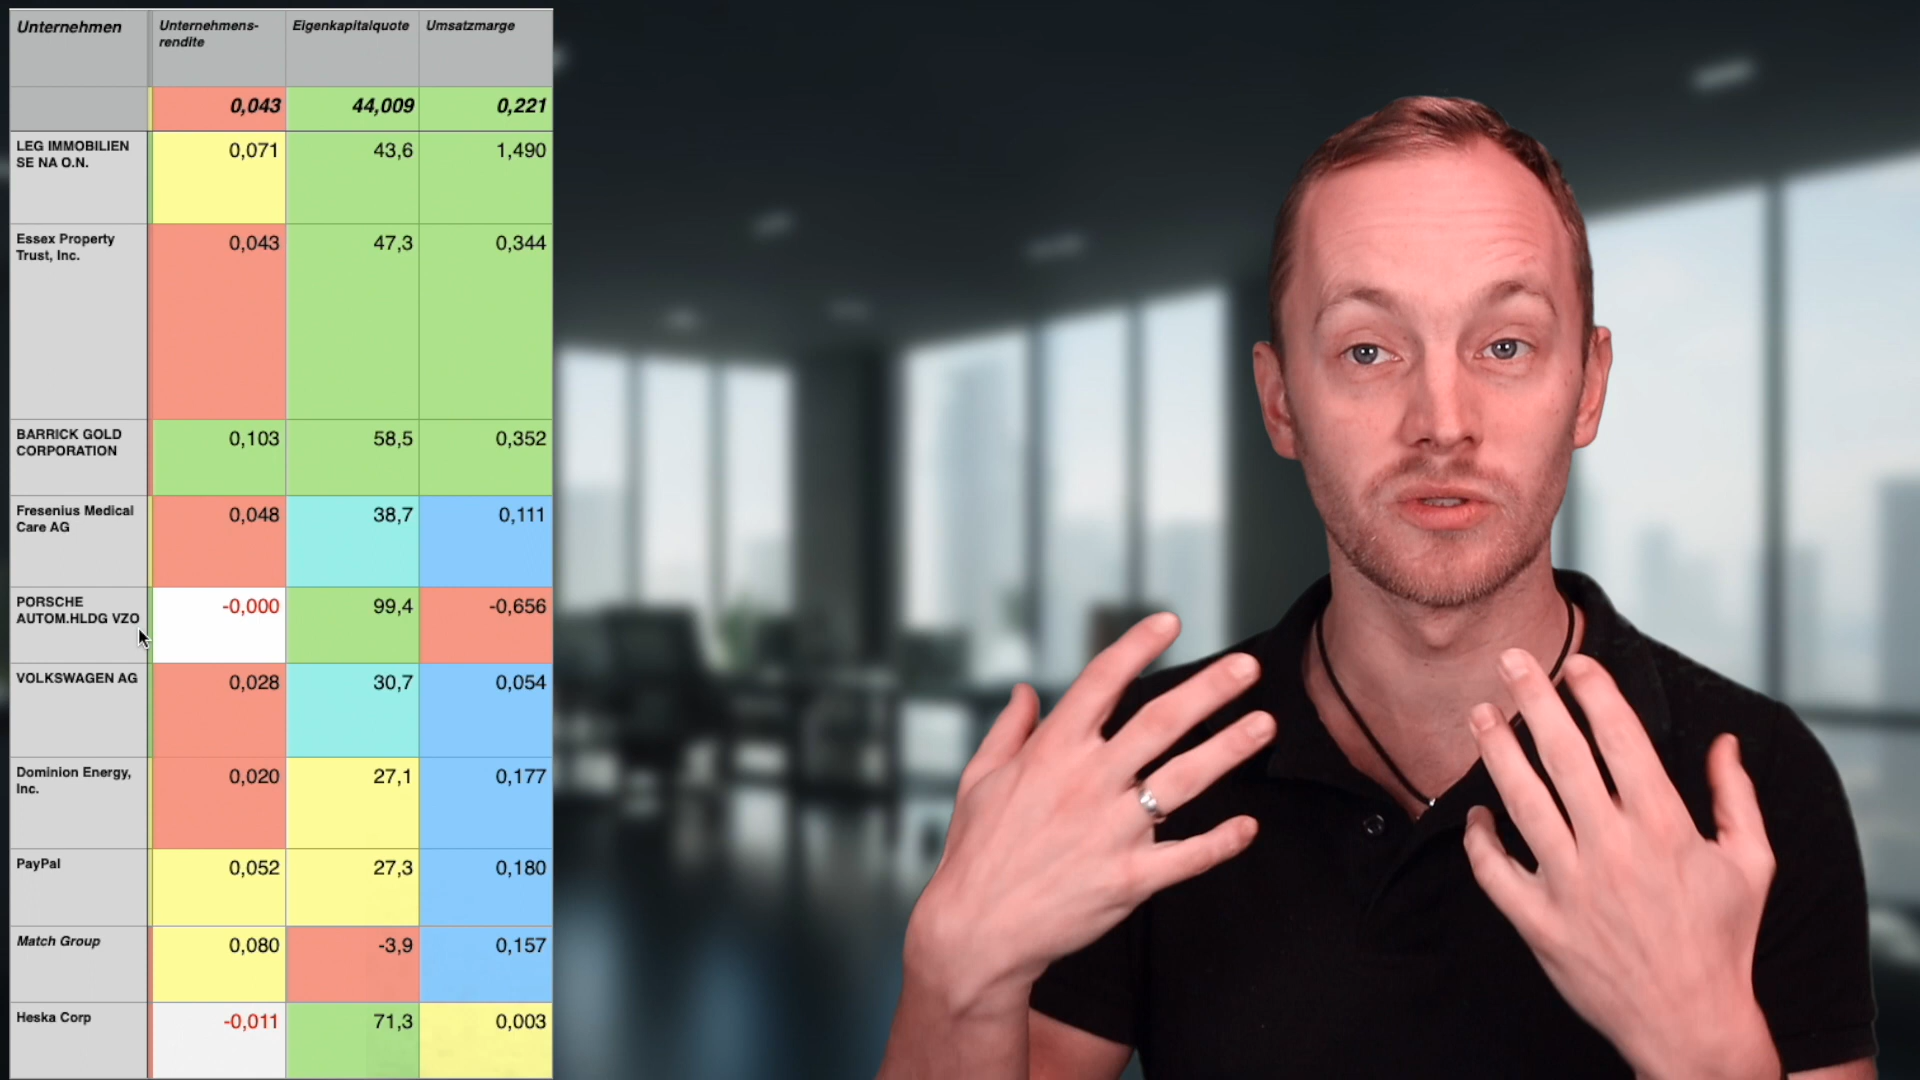 Unternehmen Unternehmens- Eigenkapitalquote Umsatzmarge
rendite
0,043 44,009 0,221
LEG IMMOBILIEN 0,071 43,6 1,490
SE NA O.N.
Essex Property 0,043 47,3 0,344
Trust, Inc.
BARRICK GOLD 0,103 58,5 0,352
CORPORATION
Fresenius Medical 0,048 38,7 0,111
Care AG
PORSCHE -0,000 99,4 -0,656
AUTOM.HLDG VZO
VOLKSWAGEN AG 0,028 30,7 0,054
Dominion Energy, 0,020 27,1 0,177
Inc.
PayPal 0,052 27,3 0,180
Match Group 0,080 -3,9 0,157
Heska Corp -0,011 71,3 0,003